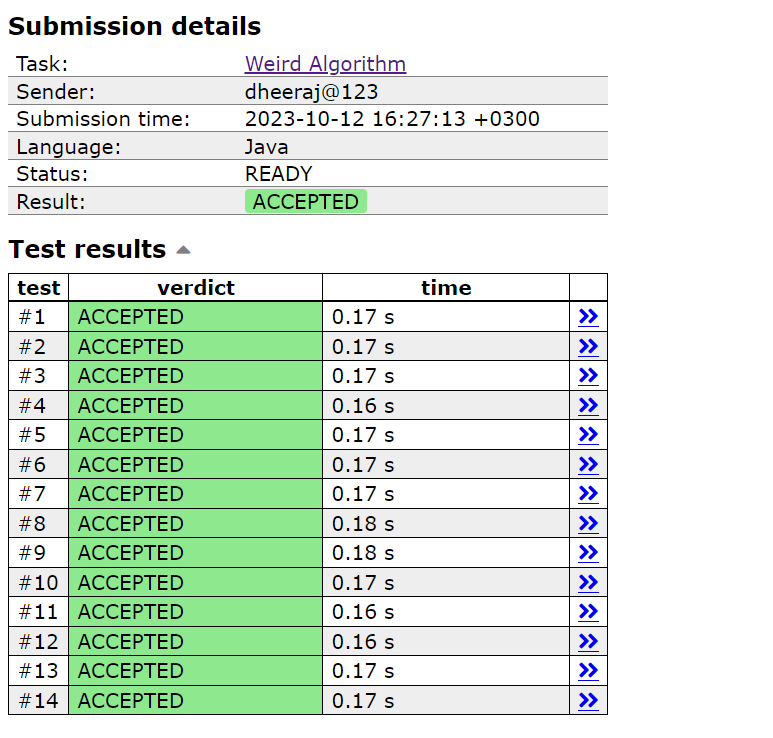 Submission details
Task: Weird Algorithm
Sender: dheeraj@123
Submission time: 2023-10-12 16:27:13 +0300
Language: Java
Status: READY
Result: ACCEPTED
Test results
test verdict time
#1 ACCEPTED 0.17 s »
#2 ACCEPTED 0.17 s »
#3 ACCEPTED 0.17 s »
#4 ACCEPTED 0.16 s »
#5 ACCEPTED 0.17 s »
#6 ACCEPTED 0.17 s »
#7 ACCEPTED 0.17 s »
#8 ACCEPTED 0.18 s »
#9 ACCEPTED 0.18 s »
#10 ACCEPTED 0.17 s »
#11 ACCEPTED 0.16 s »
#12 ACCEPTED 0.16 s »
#13 ACCEPTED 0.17 s »
#14 ACCEPTED 0.17 s »